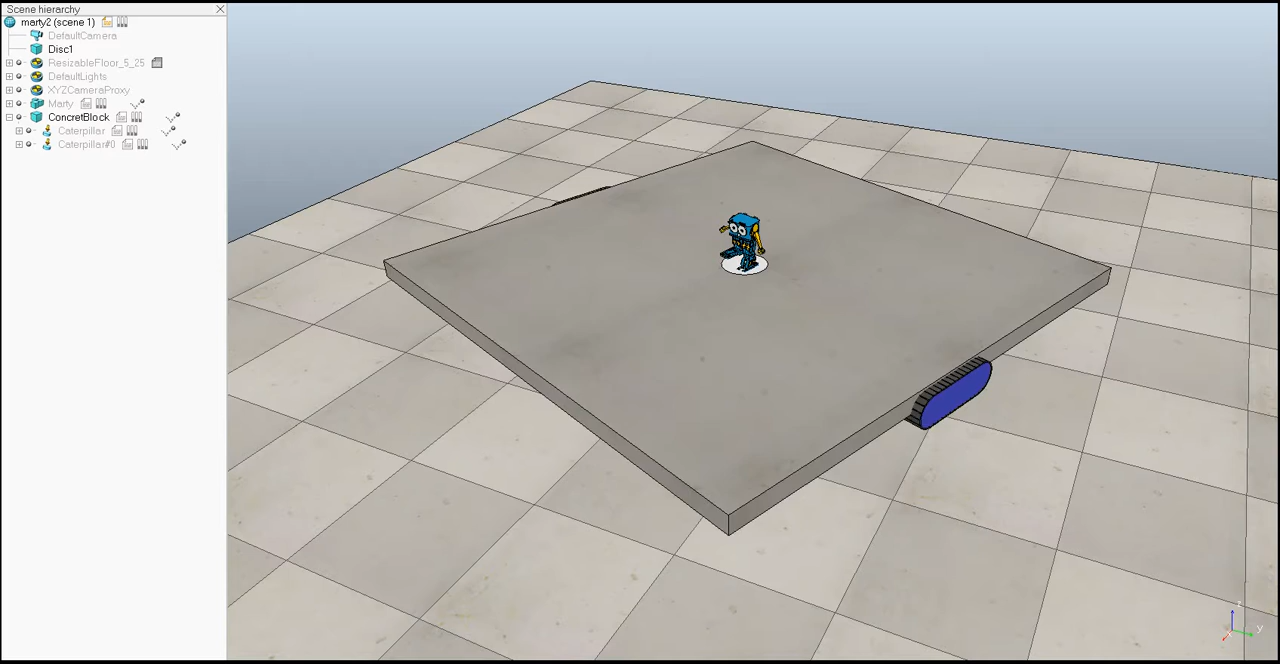 Scene hierarchy
marty2 (scene 1)
DefaultCamera
Disc1
ResizableFloor_5_25
DefaultLights
XYZCameraProxy
Marty
ConcretBlock
Caterpillar
Caterpillar#0
z
x
y